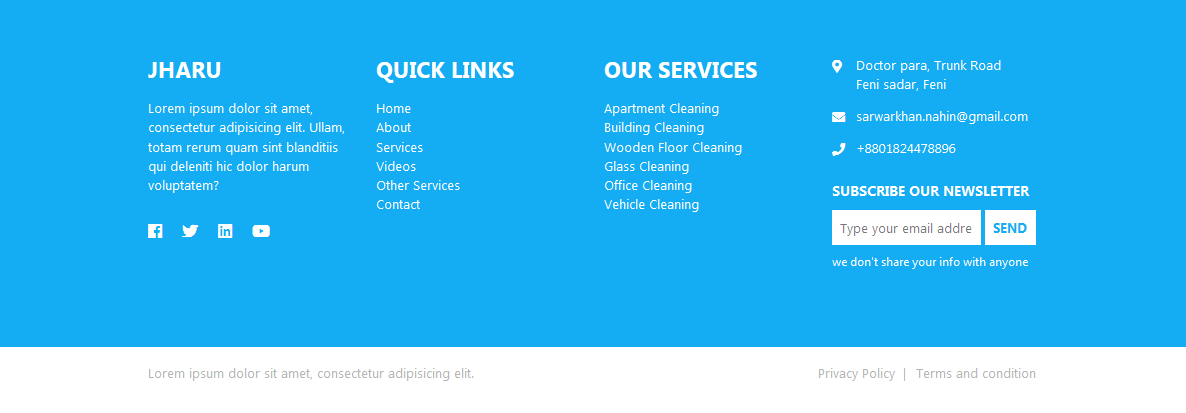 JHARU
Lorem ipsum dolor sit amet,
consectetur adipisicing elit. Ullam,
totam rerum quam sint blanditiis
qui deleniti hic dolor harum
voluptatem?
QUICK LINKS
Home
About
Services
Videos
Other Services
Contact
OUR SERVICES
Apartment Cleaning
Building Cleaning
Wooden Floor Cleaning
Glass Cleaning
Office Cleaning
Vehicle Cleaning
Doctor para, Trunk Road
Feni sadar, Feni
sarwarkhan.nahin@gmail.com
+8801824478896
SUBSCRIBE OUR NEWSLETTER
Type your email addre
SEND
we don't share your info with anyone
Lorem ipsum dolor sit amet, consectetur adipisicing elit.
Privacy Policy | Terms and condition